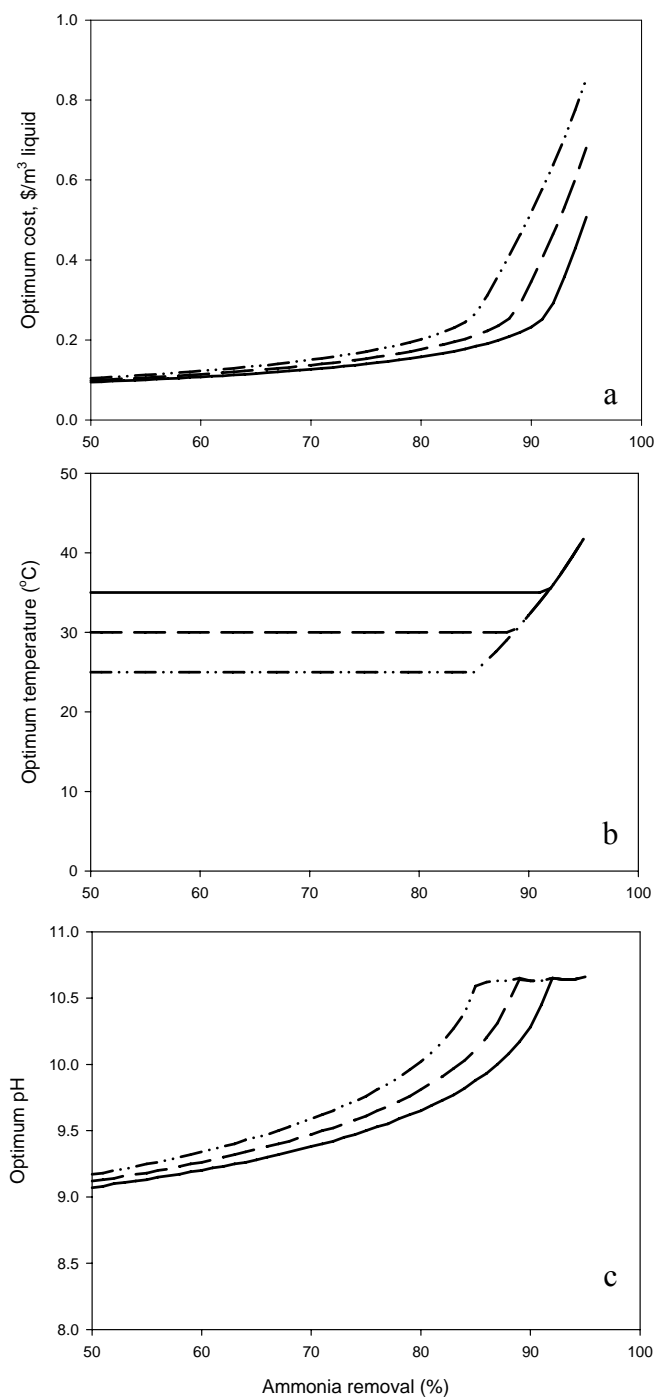 Optimum cost, $/m³ liquid
1.0
0.8
0.6
0.4
0.2
0.0
50 60 70 80 90 100
a
Optimum temperature (°C)
50
40
30
20
10
0
50 60 70 80 90 100
b
Optimum pH
11.0
10.5
10.0
9.5
9.0
8.5
8.0
50 60 70 80 90 100
c
Ammonia removal (%)